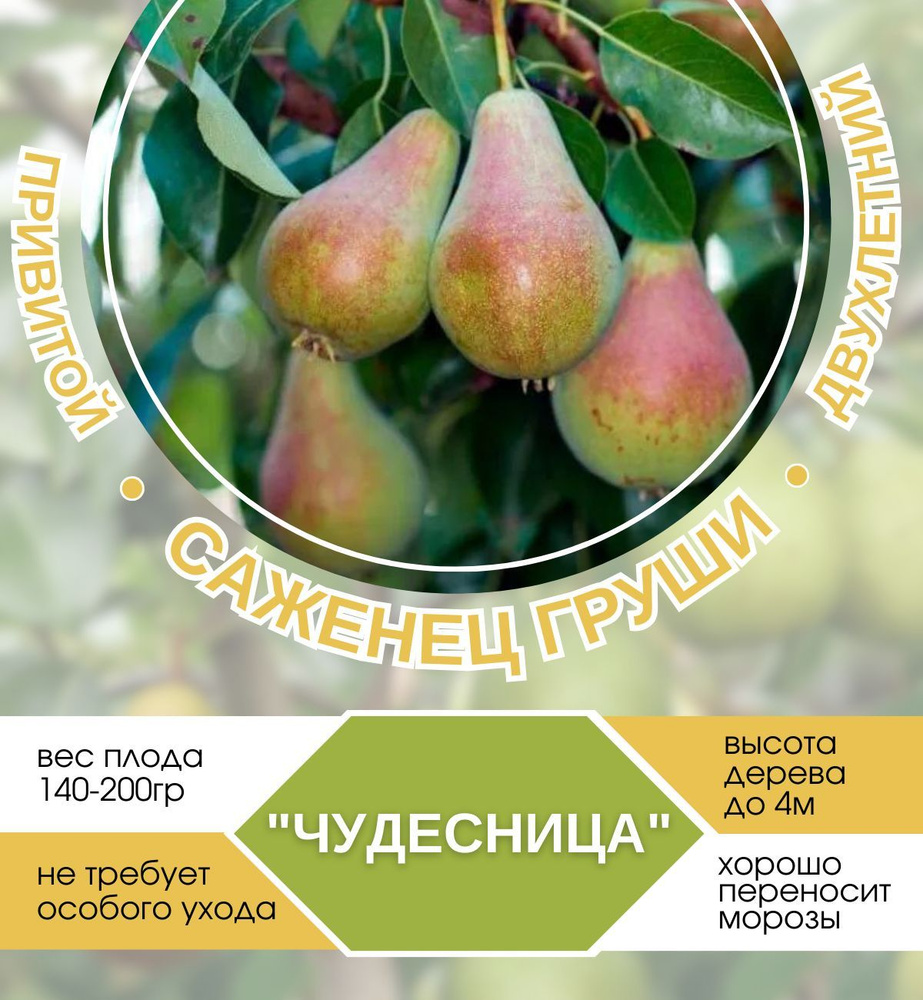 ПРИВИТОЙ
ДВУХЛЕТНИЙ
САЖЕНЕЦ ГРУШИ
вес плода
140-200гр
не требует
особого ухода
"ЧУДЕСНИЦА"
высота
дерева
до 4м
хорошо
переносит
морозы